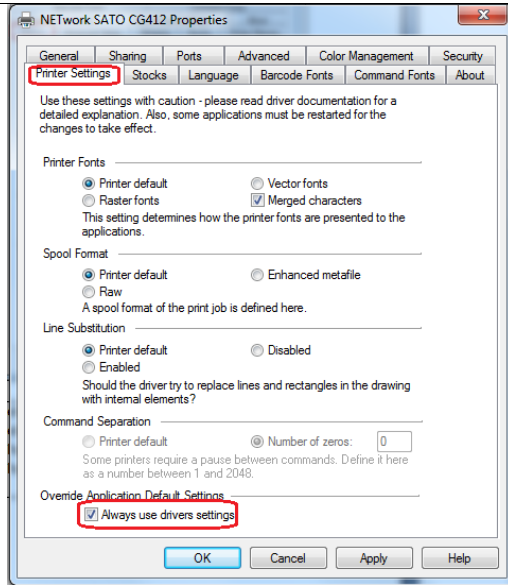 NETwork SATO CG412 Properties
General Sharing Ports Advanced Color Management Security
Printer Settings Stocks Language Barcode Fonts Command Fonts About
Use these settings with caution - please read driver documentation for a
detailed explanation. Also, some applications must be restarted for the
changes to take effect.
Printer Fonts
Printer default Vector fonts
Raster fonts Merged characters
This setting determines how the printer fonts are presented to the
applications.
Spool Format
Printer default Enhanced metafile
Raw
A spool format of the print job is defined here.
Line Substitution
Printer default Disabled
Enabled
Should the driver try to replace lines and rectangles in the drawing
with internal elements?
Command Separation
Printer default Number of zeros: 0
Some printers require a pause between commands. Define it here
as a number between 1 and 2048.
Override Application Default Settings
Always use drivers settings
OK Cancel Apply Help